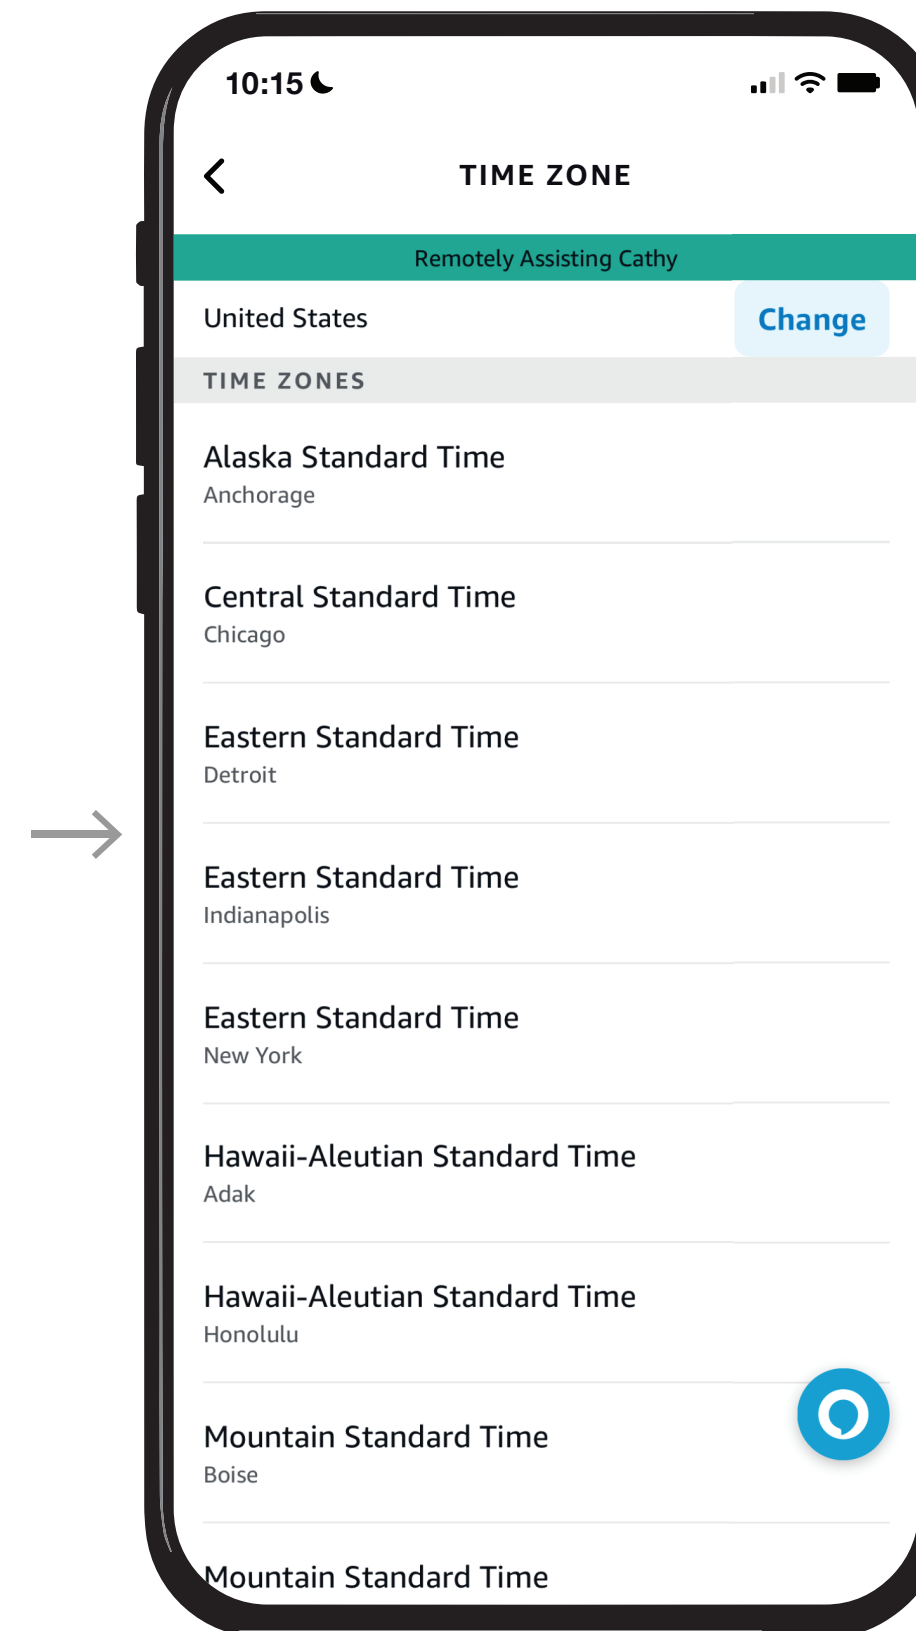 10:15
TIME ZONE
Remotely Assisting Cathy
United States
Change
TIME ZONES
Alaska Standard Time
Anchorage
Central Standard Time
Chicago
Eastern Standard Time
Detroit
Eastern Standard Time
Indianapolis
Eastern Standard Time
New York
Hawaii-Aleutian Standard Time
Adak
Hawaii-Aleutian Standard Time
Honolulu
Mountain Standard Time
Boise
Mountain Standard Time